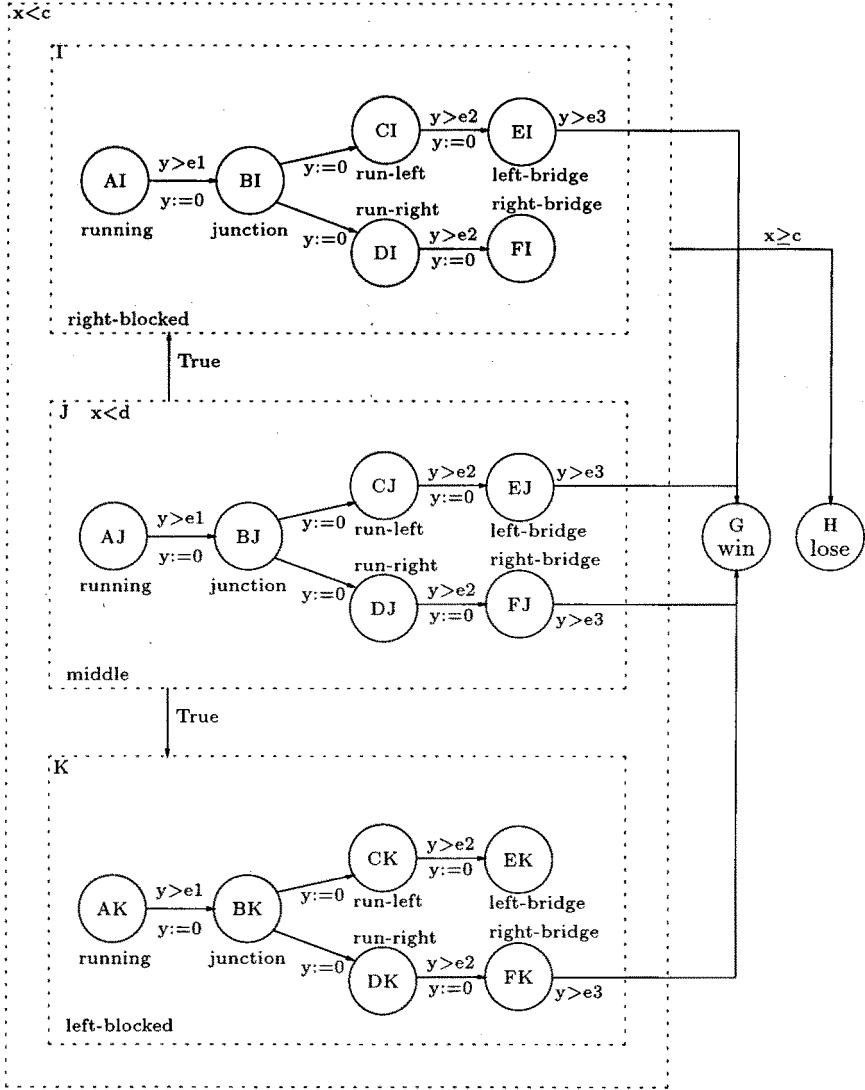 x<c
I
CI
y>e2
y:=0
EI
y>e3
y>e1
AI
y:=0
BI
y:=0
run-left
left-bridge
run-right
right-bridge
running
junction
y:=0
DI
y>e2
y:=0
FI
x≥c
right-blocked
True
J x<d
CJ
y>e2
y:=0
EJ
y>e3
y>e1
AJ
y:=0
BJ
y:=0
run-left
left-bridge
G
win
H
lose
run-right
right-bridge
running
junction
y:=0
DJ
y>e2
y:=0
FJ
y>e3
middle
True
K
CK
y>e2
y:=0
EK
y>e1
AK
y:=0
BK
y:=0
run-left
left-bridge
run-right
right-bridge
running
junction
y:=0
DK
y>e2
y:=0
FK
y>e3
left-blocked